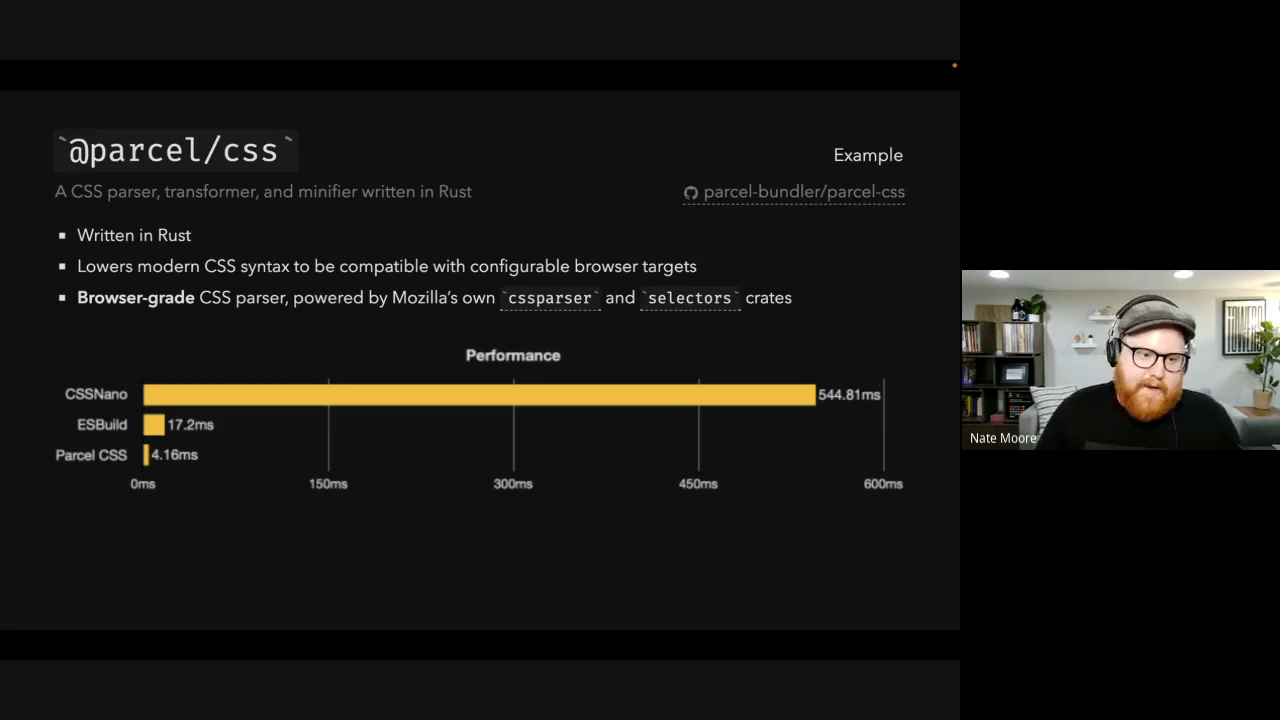 `@parcel/css`
Example
A CSS parser, transformer, and minifier written in Rust
parcel-bundler/parcel-css
▪ Written in Rust
▪ Lowers modern CSS syntax to be compatible with configurable browser targets
▪ Browser-grade CSS parser, powered by Mozilla's own `cssparser` and `selectors` crates
Performance
CSSNano 544.81ms
ESBuild 17.2ms
Parcel CSS 4.16ms
0ms 150ms 300ms 450ms 600ms
Nate Moore